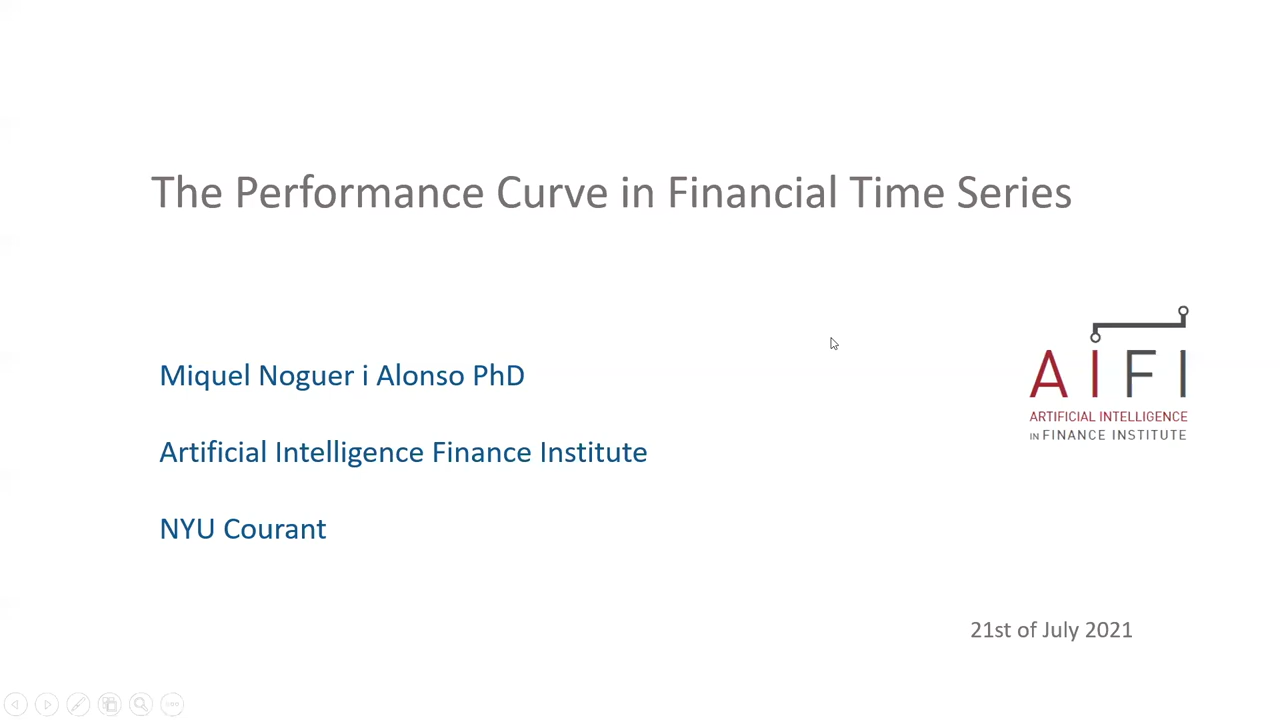 The Performance Curve in Financial Time Series
Miquel Noguer i Alonso PhD
AIFI
ARTIFICIAL INTELLIGENCE
IN FINANCE INSTITUTE
Artificial Intelligence Finance Institute
NYU Courant
21st of July 2021